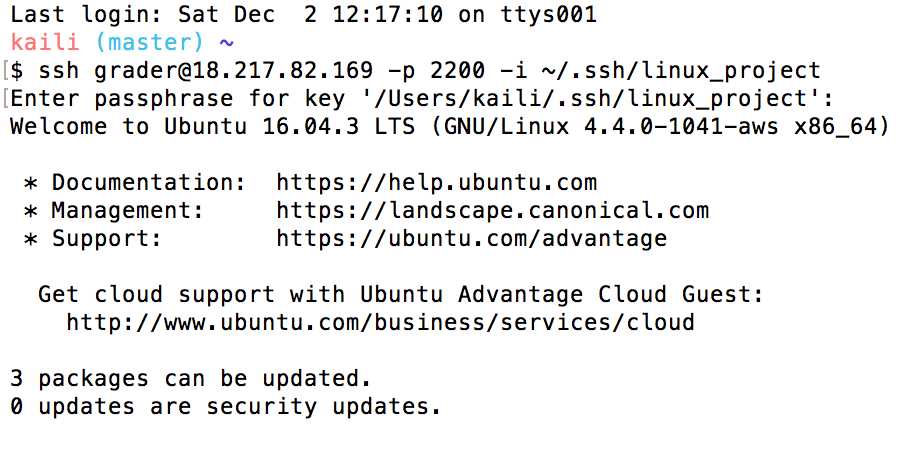 Last login: Sat Dec  2 12:17:10 on ttys001
kaili (master) ~
[$ ssh grader@18.217.82.169 -p 2200 -i ~/.ssh/linux_project
[Enter passphrase for key '/Users/kaili/.ssh/linux_project':
Welcome to Ubuntu 16.04.3 LTS (GNU/Linux 4.4.0-1041-aws x86_64)
* Documentation:  https://help.ubuntu.com
* Management:     https://landscape.canonical.com
* Support:        https://ubuntu.com/advantage
Get cloud support with Ubuntu Advantage Cloud Guest:
http://www.ubuntu.com/business/services/cloud
3 packages can be updated.
0 updates are security updates.